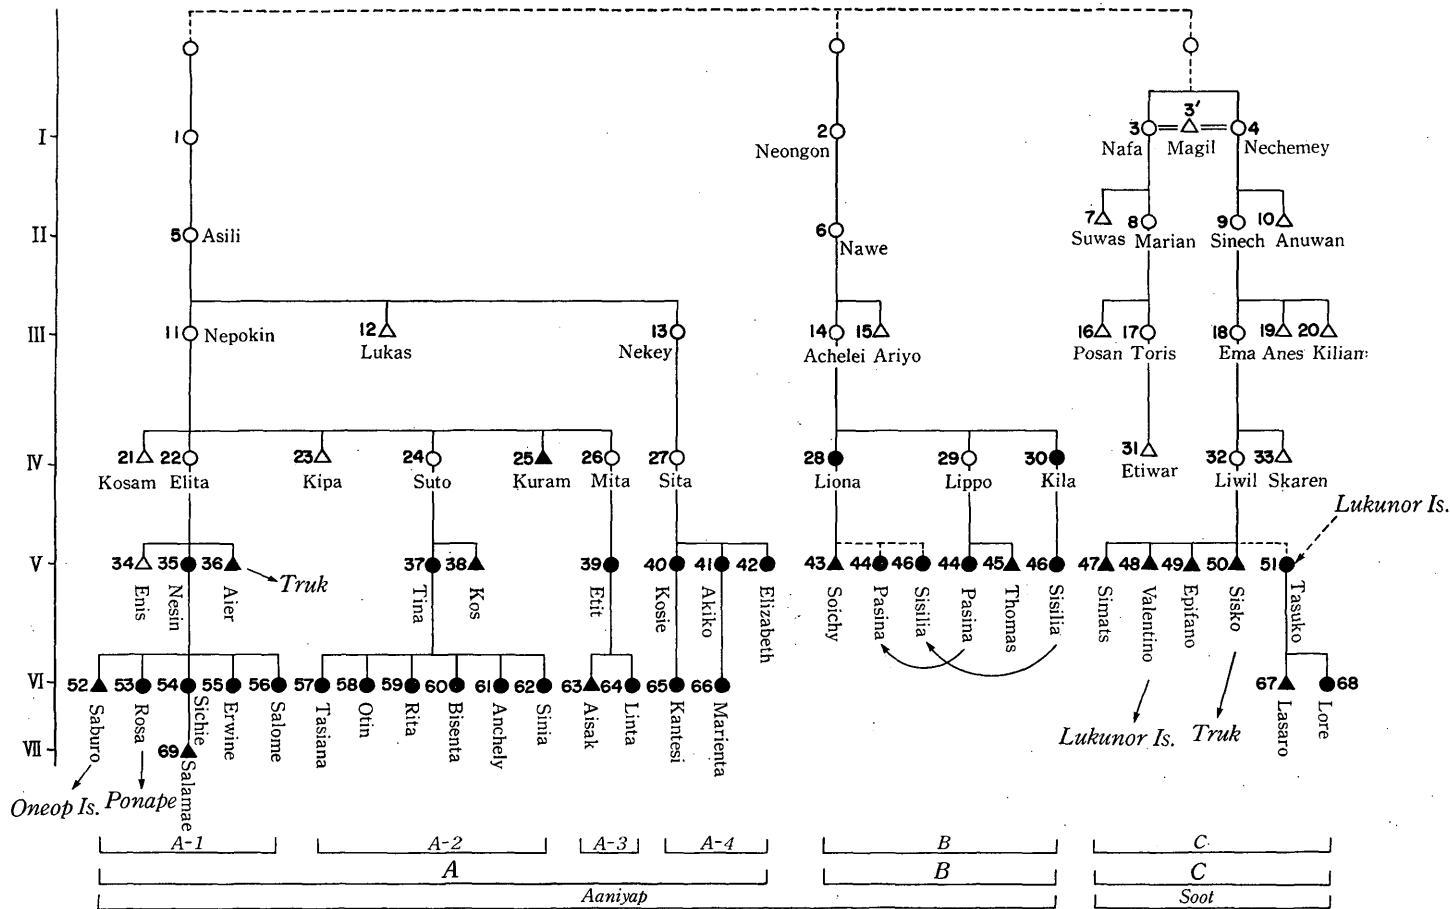 3′
I 1 2 3 4
Neongon Nafa Magil Nechemey
7 8 9 10
II 5 Asili 6 Suwas Marian Sinech Anuwan
Nawe
III 11 Nepokin 12 13 14 15 16 17 18 19 20
Lukas Nekey Achelei Ariyo Posan Toris Ema Anes Kilian
IV 21 22 23 24 25 26 27 28 29 30 31 32 33
Kosam Elita Kipa Suto Kuram Mita Sita Liona Lippo Kila Etiwar Liwil Skaren
Lukunor Is.
V 34 35 36 37 38 39 40 41 42 43 44 46 44 45 46 47 48 49 50 51
Truk
Enis Nesin Aier Tina Kos Etit Kosie Akiko Elizabeth Soichy Pasina Sisilia Pasina Thomas Sisilia Simats Valentino Epifano Sisko Tasuko
VI 52 53 54 55 56 57 58 59 60 61 62 63 64 65 66 67 68
Saburo Rosa Sichie Erwine Salome Tasiana Otin Rita Bisenta Anchely Sinia Aisak Linta Kantesi Marienta Lasaro Lore
Lukunor Is. Truk
VII 69
Salamae
Oneop Is. Ponape
A-1 A-2 A-3 A-4 B C
A B C
Aaniyap Soot